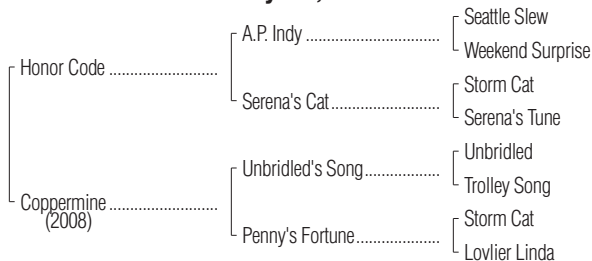 Seattle Slew
A.P. Indy ..............................
Weekend Surprise
Honor Code ........................
Storm Cat
Serena's Cat........................
Serena's Tune
Unbridled
Unbridled's Song.................
Trolley Song
Coppermine ........................
(2008)
Storm Cat
Penny's Fortune...................
Lovlier Linda